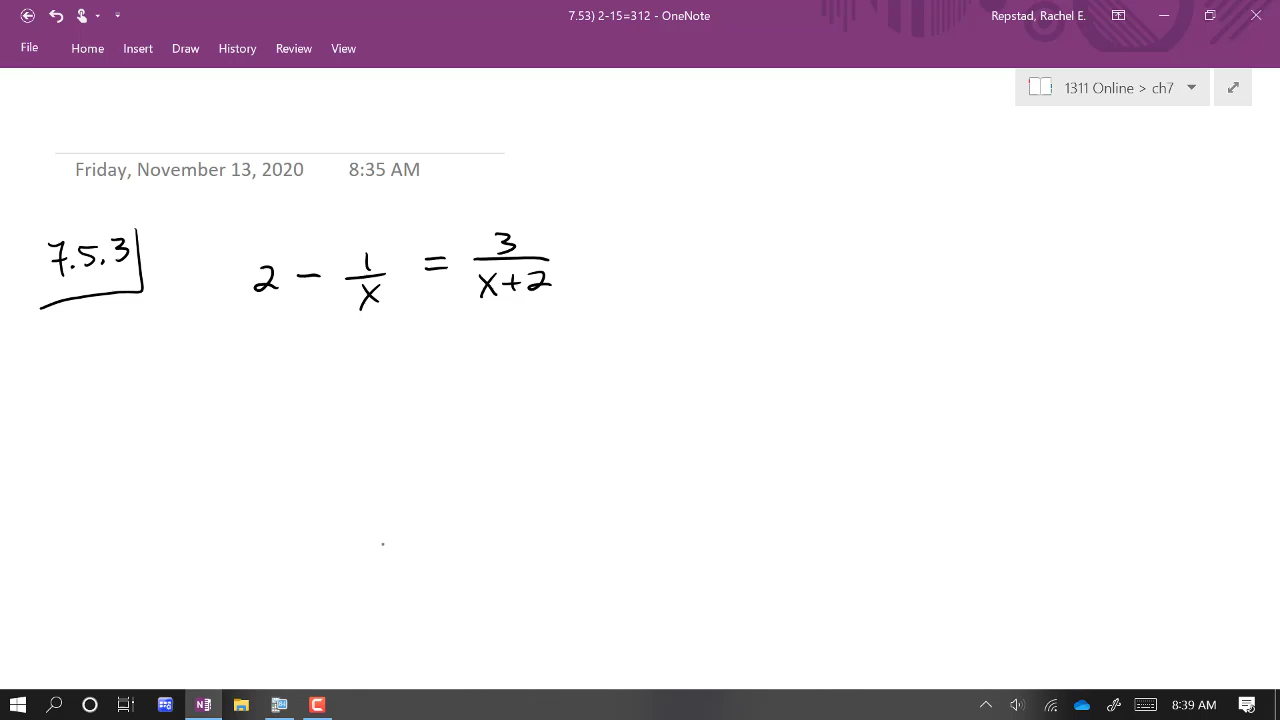 7.53) 2-15=312 - OneNote
Repstad, Rachel E.
File Home Insert Draw History Review View
1311 Online > ch7
Friday, November 13, 2020 8:35 AM
7.5.3
2 - 1/x = 3/(x+2)
8:39 AM